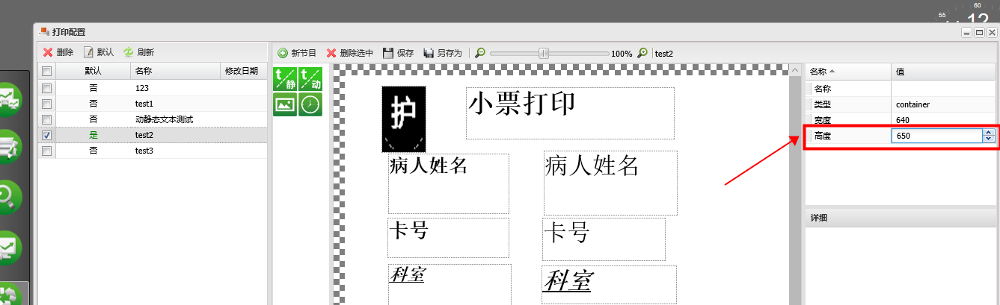 55 60
12
打印配置
删除 默认 刷新
新节目 删除选中 保存 另存为 100% test2
默认 名称 修改日期
否 123
否 test1
否 动静态文本测试
是 test2
否 test3
t 静 t 动
护
小票打印
病人姓名 病人姓名
卡号 卡号
科室 科室
名称 值
名称
类型 container
宽度 640
高度 650
详细